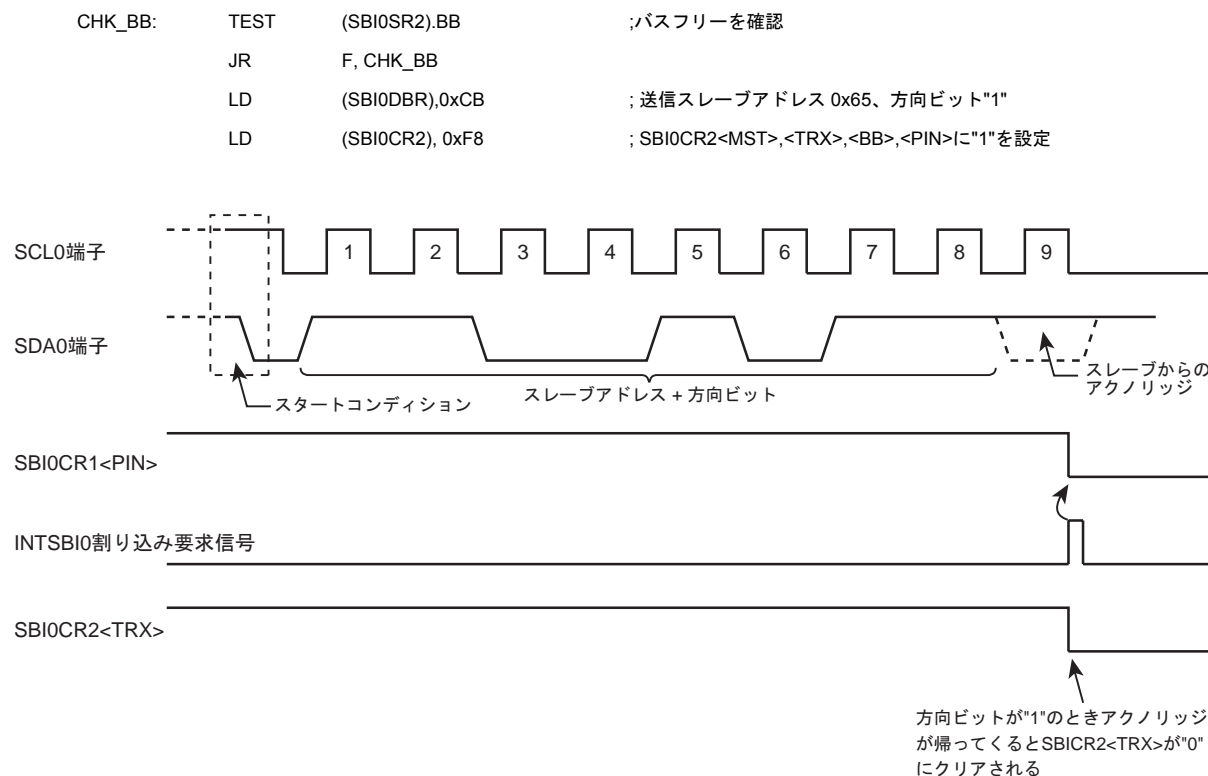 CHK_BB: TEST (SBI0SR2).BB ;バスフリーを確認
JR F, CHK_BB
LD (SBI0DBR),0xCB ; 送信スレーブアドレス 0x65、方向ビット"1"
LD (SBI0CR2), 0xF8 ; SBI0CR2<MST>,<TRX>,<BB>,<PIN>に"1"を設定
SCL0端子
1 2 3 4 5 6 7 8 9
SDA0端子
スタートコンディション
スレーブアドレス + 方向ビット
スレーブからの
アクノリッジ
SBI0CR1<PIN>
INTSBI0割り込み要求信号
SBI0CR2<TRX>
方向ビットが"1"のときアクノリッジ
が帰ってくるとSBICR2<TRX>が"0"
にクリアされる